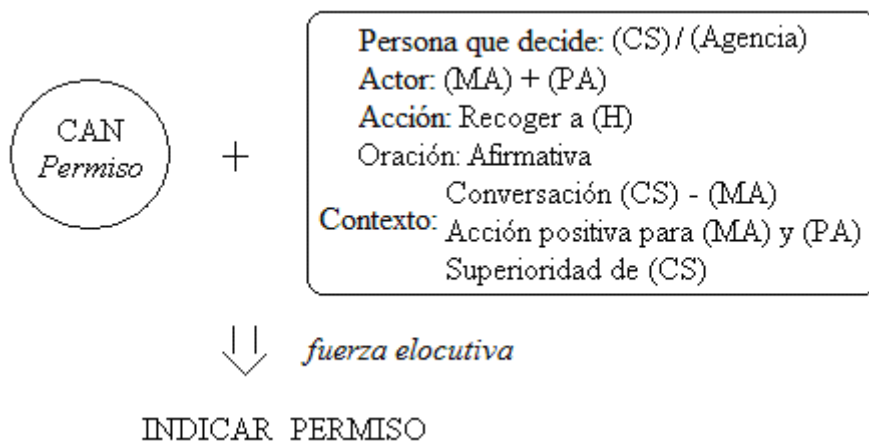 CAN
Permiso
+
Persona que decide: (CS) / (Agencia)
Actor: (MA) + (PA)
Acción: Recoger a (H)
Oración: Afirmativa
Contexto:
Conversación (CS) - (MA)
Acción positiva para (MA) y (PA)
Superioridad de (CS)
fuerza elocutiva
INDICAR PERMISO